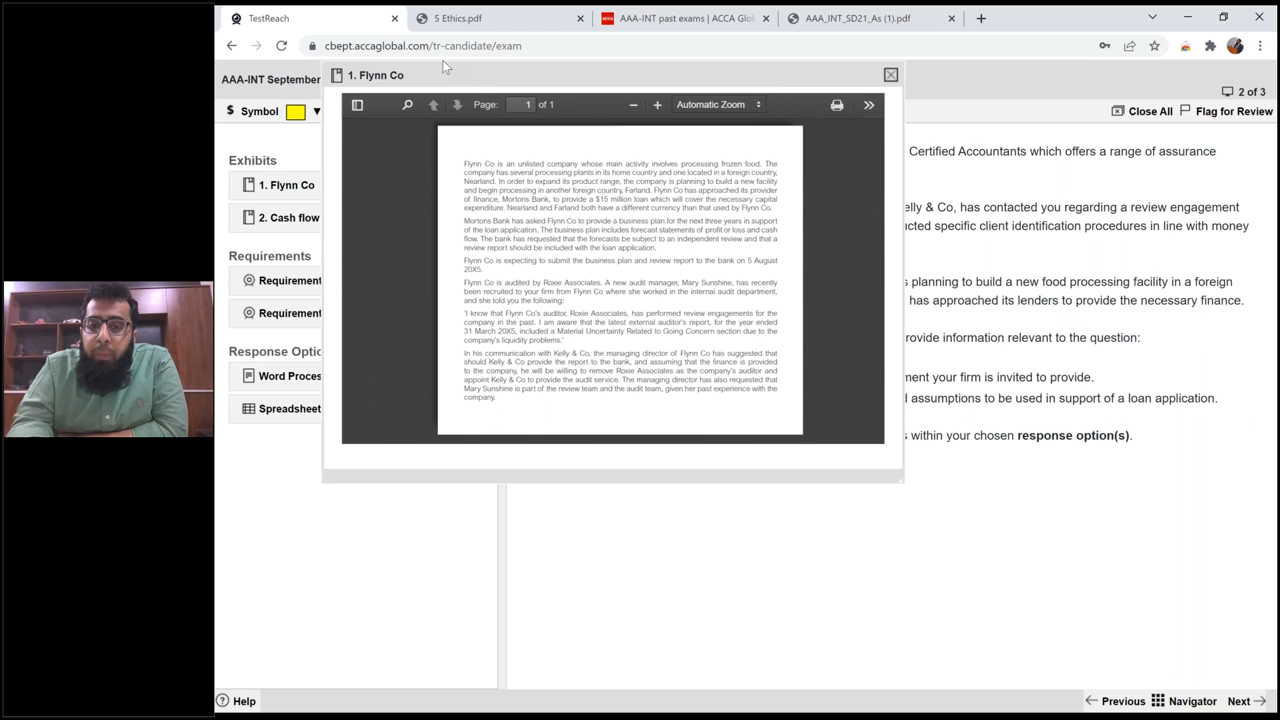 TestReach
5 Ethics.pdf
AAA-INT past exams | ACCA Glo
AAA_INT_SD21_As (1).pdf
cbept.accaglobal.com/tr-candidate/exam
AAA-INT September
1. Flynn Co
2 of 3
$ Symbol
Page: 1 of 1
Automatic Zoom
Close All
Flag for Review
Exhibits
1. Flynn Co
2. Cash flow
Requirements
Requirement
Requirement
Response Optio
Word Proces
Spreadsheet
Flynn Co is an unlisted company whose main activity involves processing frozen food. The
company has several processing plants in its home country and one located in a foreign country,
Nearland. In order to expand its product range, the company is planning to build a new facility
and begin processing in another foreign country, Farland. Flynn Co has approached its provider
of finance, Mortons Bank, to provide a $15 million loan which will cover the necessary capital
expenditure. Nearland and Farland both have a different currency than that used by Flynn Co.
Mortons Bank has asked Flynn Co to provide a business plan for the next three years in support
of the loan application. The business plan includes forecast statements of profit or loss and cash
flow. The bank has requested that the forecasts be subject to an independent review and that a
review report should be included with the loan application.
Flynn Co is expecting to submit the business plan and review report to the bank on 5 August
20X5.
Flynn Co is audited by Roxie Associates. A new audit manager, Mary Sunshine, has recently
been recruited to your firm from Flynn Co where she worked in the internal audit department,
and she told you the following:
'I know that Flynn Co's auditor, Roxie Associates, has performed review engagements for the
company in the past. I am aware that the latest external auditor's report, for the year ended
31 March 20X5, included a Material Uncertainty Related to Going Concern section due to the
company's liquidity problems.'
In his communication with Kelly & Co, the managing director of Flynn Co has suggested that
should Kelly & Co provide the report to the bank, and assuming that the finance is provided
to the company, he will be willing to remove Roxie Associates as the company's auditor and
appoint Kelly & Co to provide the audit service. The managing director has also requested that
Mary Sunshine is part of the review team and the audit team, given her past experience with the
company.
Certified Accountants which offers a range of assurance
elly & Co, has contacted you regarding a review engagement
ucted specific client identification procedures in line with money
s planning to build a new food processing facility in a foreign
has approached its lenders to provide the necessary finance.
rovide information relevant to the question:
ment your firm is invited to provide.
l assumptions to be used in support of a loan application.
s within your chosen response option(s).
Help
Previous
Navigator
Next